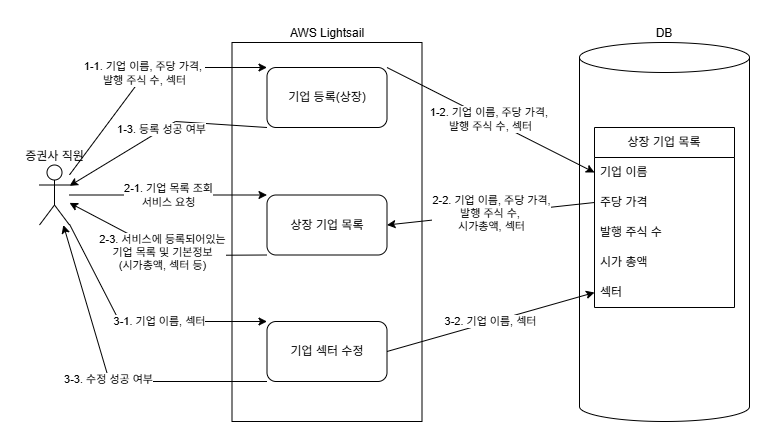 AWS Lightsail
DB
1-1. 기업 이름, 주당 가격,
발행 주식 수, 섹터
기업 등록(상장)
1-2. 기업 이름, 주당 가격,
발행 주식 수, 섹터
1-3. 등록 성공 여부
상장 기업 목록
증권사 직원
기업 이름
2-1. 기업 목록 조회
서비스 요청
2-2. 기업 이름, 주당 가격,
발행 주식 수,
시가총액, 섹터
주당 가격
상장 기업 목록
발행 주식 수
2-3. 서비스에 등록되어있는
기업 목록 및 기본정보
(시가총액, 섹터 등)
시가 총액
섹터
3-1. 기업 이름, 섹터
3-2. 기업 이름, 섹터
기업 섹터 수정
3-3. 수정 성공 여부